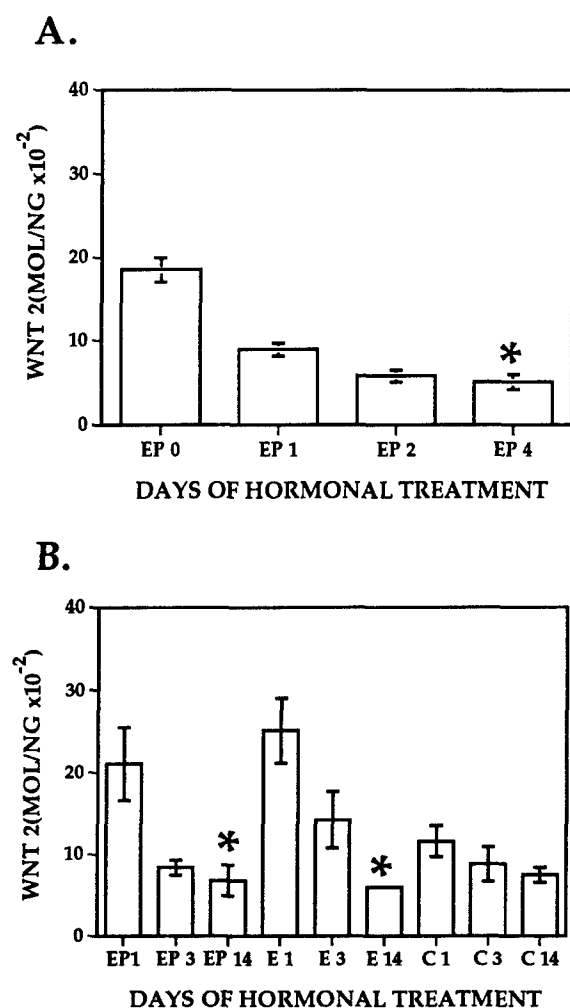 A.
WNT 2(MOL/NG x10-2)
40
30
20
10
0
*
EP 0 EP 1 EP 2 EP 4
DAYS OF HORMONAL TREATMENT
B.
WNT 2(MOL/NG x10-2)
40
30
20
10
0
* *
EP1 EP 3 EP 14 E 1 E 3 E 14 C 1 C 3 C 14
DAYS OF HORMONAL TREATMENT